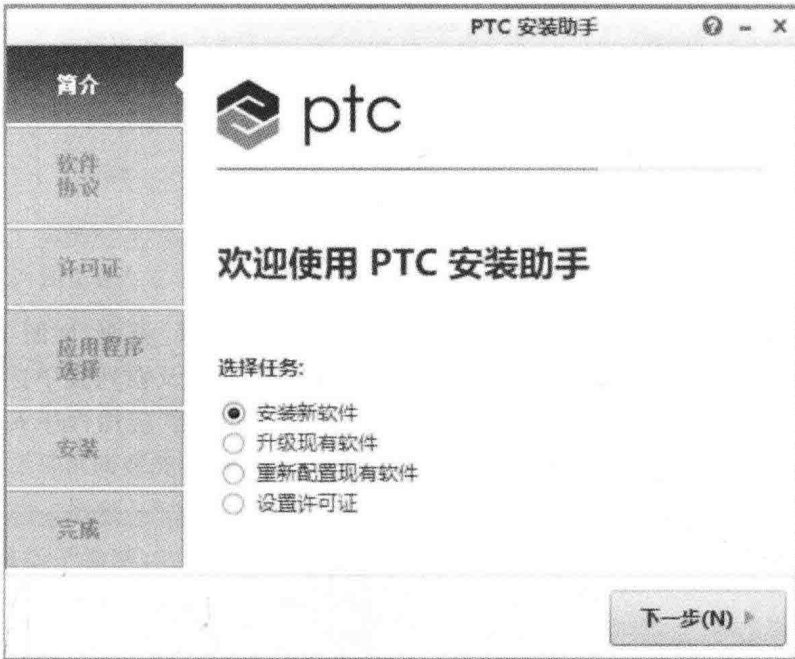 PTC 安装助手
简介
ptc
软件
协议
许可证
欢迎使用 PTC 安装助手
应用程序
选择
选择任务:
安装新软件
升级现有软件
重新配置现有软件
设置许可证
安装
完成
下一步(N)